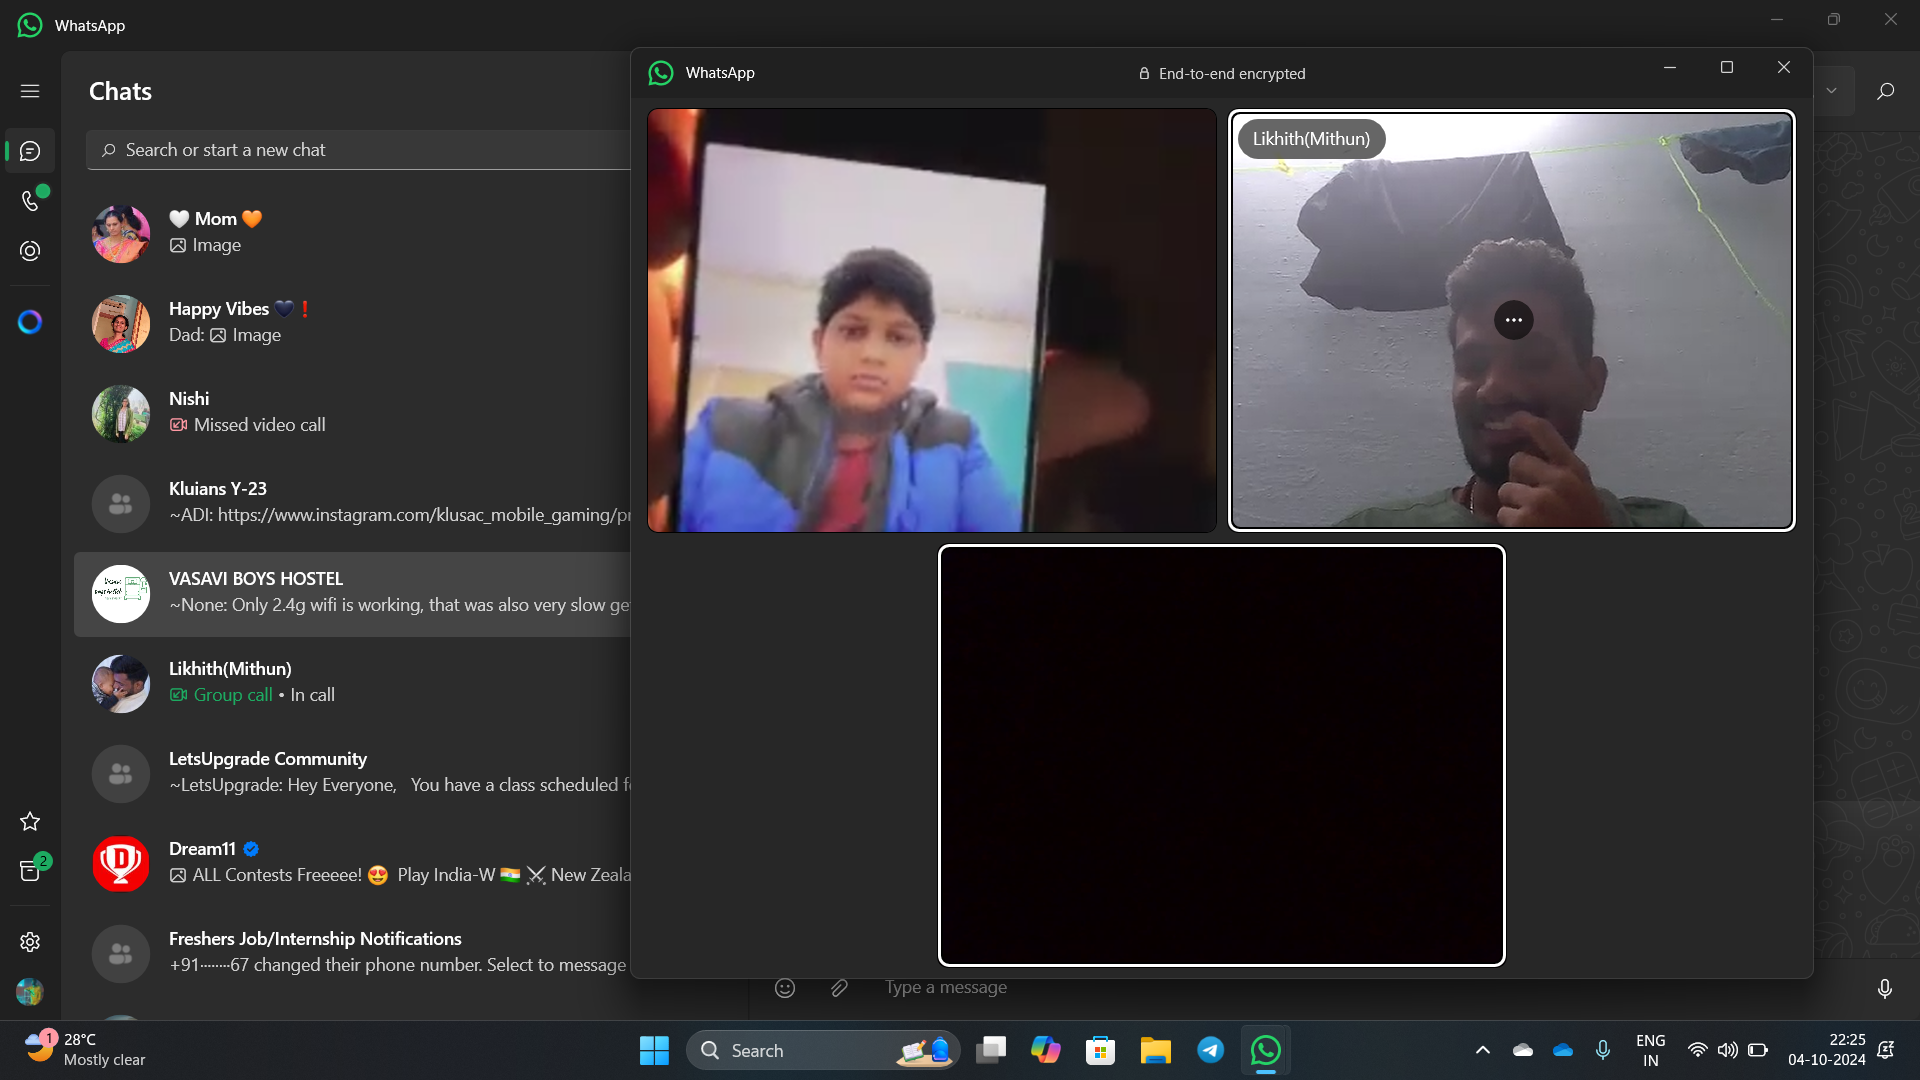 WhatsApp
Chats
Search or start a new chat
🤍 Mom 🧡
Image
Happy Vibes 🖤❗
Dad: Image
Nishi
Missed video call
Kluians Y-23
~ADI: https://www.instagram.com/klusac_mobile_gaming/
VASAVI BOYS HOSTEL
~None: Only 2.4g wifi is working, that was also very slow
Likhith(Mithun)
Group call • In call
LetsUpgrade Community
~LetsUpgrade: Hey Everyone, You have a class scheduled
Dream11
ALL Contests Freeeee! 😍 Play India-W 🇮🇳 ⚔ New
Freshers Job/Internship Notifications
+91········67 changed their phone number. Select to message
2
WhatsApp
End-to-end encrypted
Likhith(Mithun)
Type a message
1
28°C
Mostly clear
Search
ENG
IN
22:25
04-10-2024